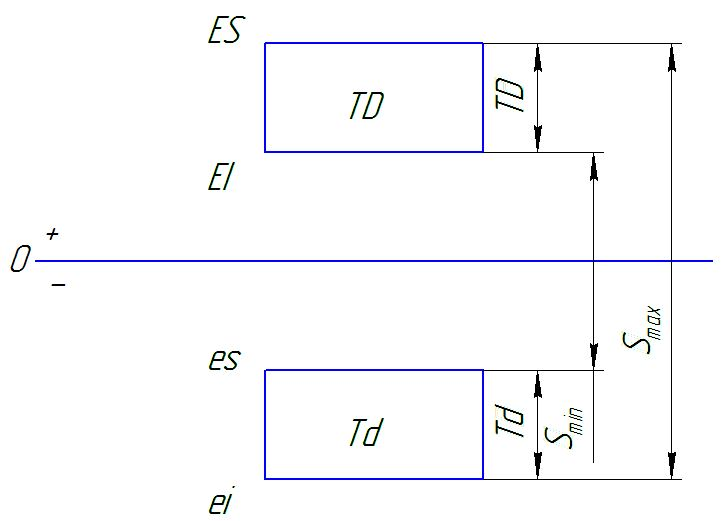 ES
TD
TD
EI
0
+
−
Smax
es
Td
Td
Smin
ei